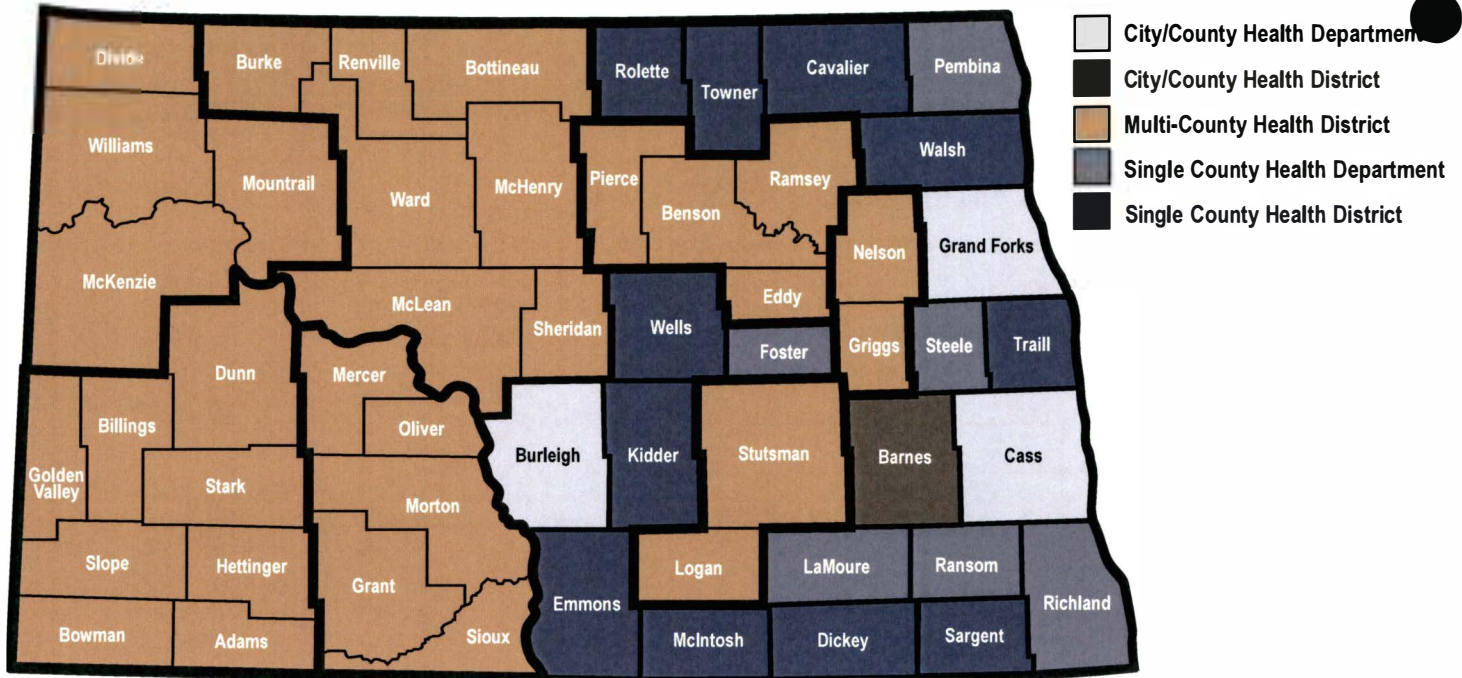 Divide
Burke
Renville
Bottineau
Rolette
Towner
Cavalier
Pembina
Williams
Mountrail
Ward
McHenry
Pierce
Benson
Ramsey
Walsh
McKenzie
McLean
Sheridan
Wells
Eddy
Nelson
Grand Forks
Foster
Griggs
Steele
Traill
Dunn
Mercer
Oliver
Billings
Golden
Valley
Stark
Morton
Burleigh
Kidder
Stutsman
Barnes
Cass
Slope
Hettinger
Grant
Emmons
Logan
LaMoure
Ransom
Richland
Bowman
Adams
Sioux
McIntosh
Dickey
Sargent
City/County Health Department
City/County Health District
Multi-County Health District
Single County Health Department
Single County Health District